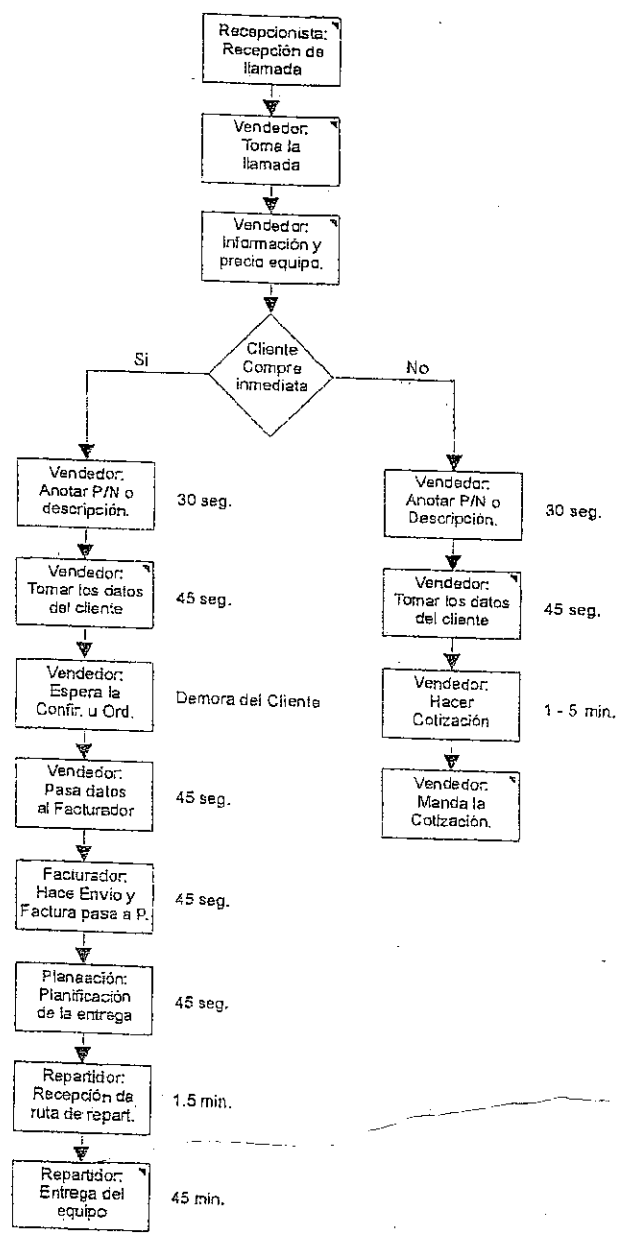 Recepcionista:
Recepción de
llamada
Vendedor:
Toma la
llamada
Vendedor:
Información y
precio equipo.
Cliente
Compra
inmediata
Si
No
Vendedor:
Anotar P/N o
descripción.
30 seg.
Vendedor:
Tomar los datos
del cliente
45 seg.
Vendedor:
Espera la
Confir. u Ord.
Demora del Cliente
Vendedor:
Pasa datos
al Facturador
45 seg.
Facturador:
Hace Envío y
Factura pasa a P.
45 seg.
Planaación:
Planificación
de la entrega
45 seg.
Repartidor:
Recepción de
ruta de repart.
1.5 min.
Repartidor:
Entrega del
equipo
45 min.
Vendedor:
Anotar P/N o
Descripción.
30 seg.
Vendedor:
Tomar los datos
del cliente
45 seg.
Vendedor:
Hacer
Cotización
1 - 5 min.
Vendedor:
Manda la
Cotización.